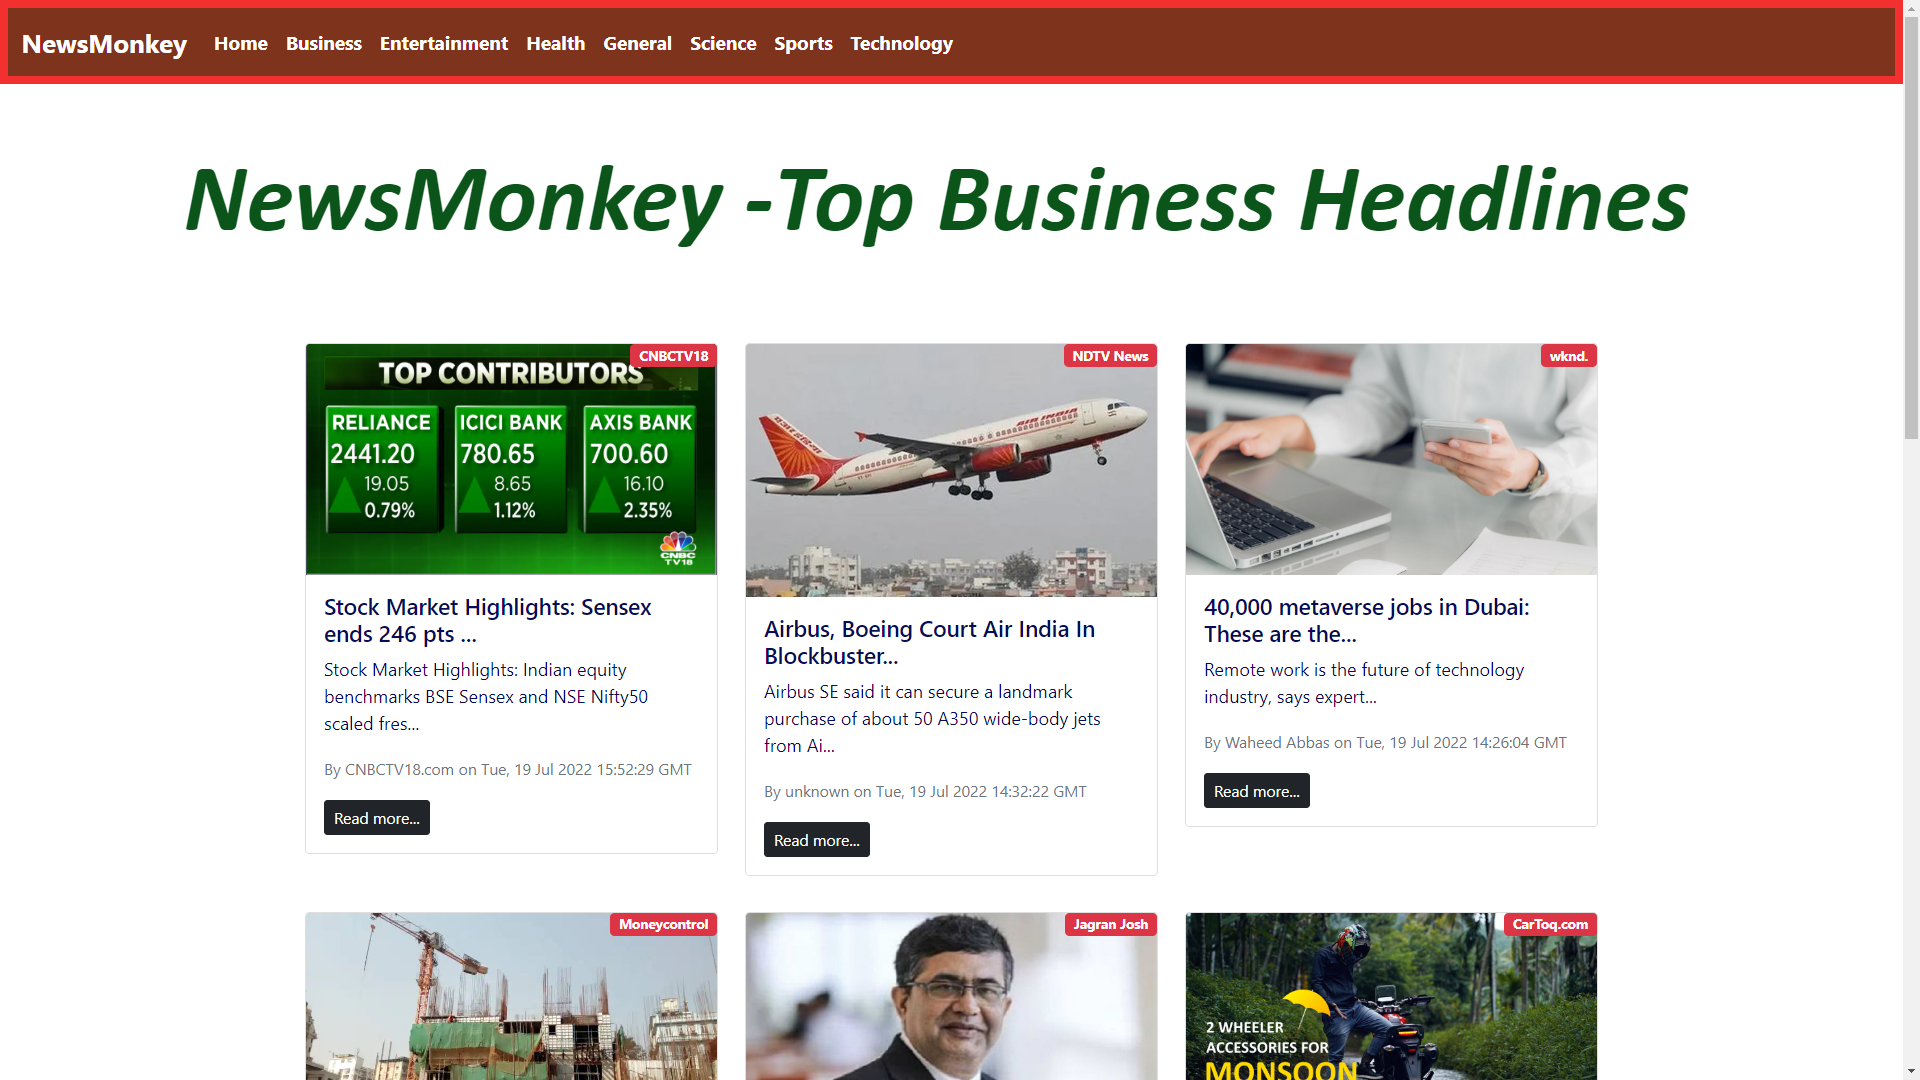 NewsMonkey Home Business Entertainment Health General Science Sports Technology
NewsMonkey -Top Business Headlines
CNBCTV18
TOP CONTRIBUTORS
RELIANCE ICICI BANK AXIS BANK
2441.20 780.65 700.60
19.05 8.65 16.10
0.79% 1.12% 2.35%
CNBC
TV18
Stock Market Highlights: Sensex
ends 246 pts ...
Stock Market Highlights: Indian equity
benchmarks BSE Sensex and NSE Nifty50
scaled fres...
By CNBCTV18.com on Tue, 19 Jul 2022 15:52:29 GMT
Read more...
NDTV News
AIR INDIA
Airbus, Boeing Court Air India In
Blockbuster...
Airbus SE said it can secure a landmark
purchase of about 50 A350 wide-body jets
from Ai...
By unknown on Tue, 19 Jul 2022 14:32:22 GMT
Read more...
wknd.
40,000 metaverse jobs in Dubai:
These are the...
Remote work is the future of technology
industry, says expert...
By Waheed Abbas on Tue, 19 Jul 2022 14:26:04 GMT
Read more...
Moneycontrol
Jagran Josh
CarToq.com
2 WHEELER
ACCESSORIES FOR
MONSOON